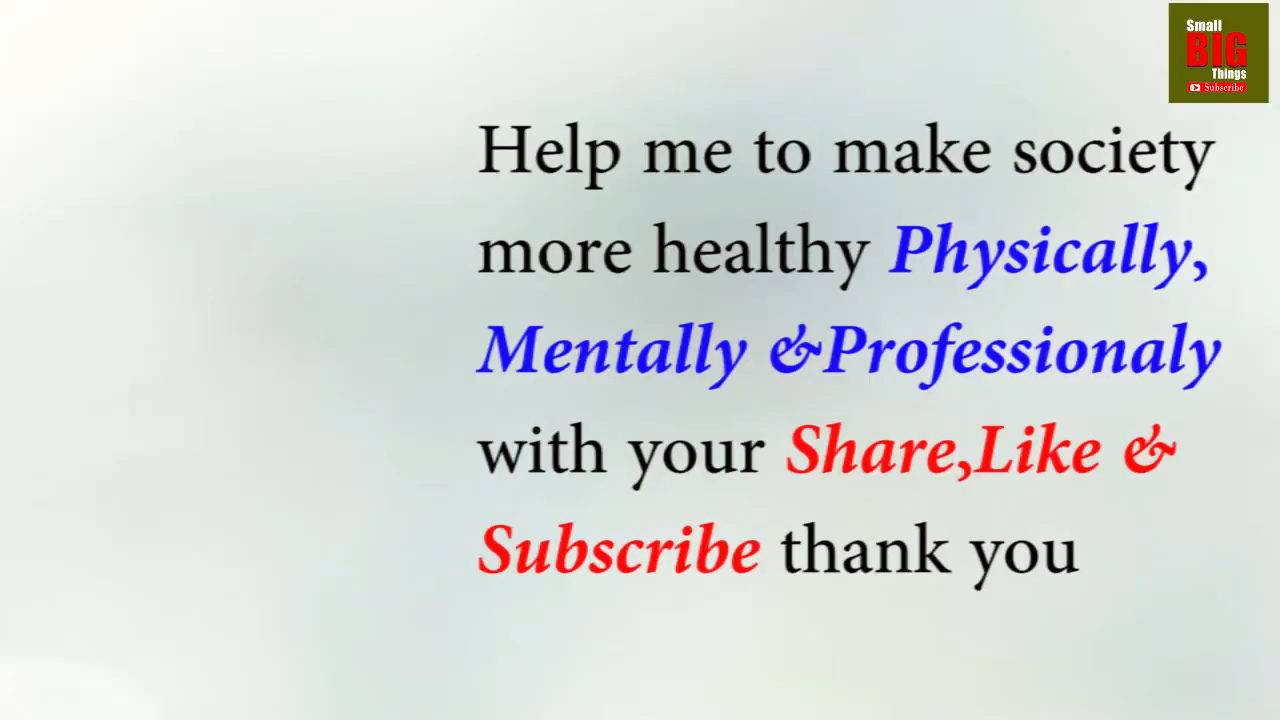 Small
BIG
Things
Subscribe
Help me to make society
more healthy Physically,
Mentally &Professionaly
with your Share,Like &
Subscribe thank you